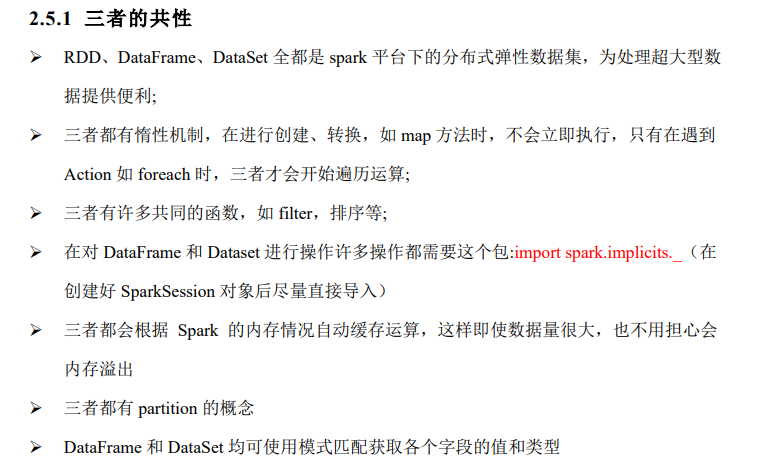 2.5.1 三者的共性
➢ RDD、DataFrame、DataSet 全都是 spark 平台下的分布式弹性数据集，为处理超大型数
据提供便利;
➢ 三者都有惰性机制，在进行创建、转换，如 map 方法时，不会立即执行，只有在遇到
Action 如 foreach 时，三者才会开始遍历运算;
➢ 三者有许多共同的函数，如 filter，排序等;
➢ 在对 DataFrame 和 Dataset 进行操作许多操作都需要这个包:import spark.implicits._（在
创建好 SparkSession 对象后尽量直接导入）
➢ 三者都会根据 Spark 的内存情况自动缓存运算，这样即使数据量很大，也不用担心会
内存溢出
➢ 三者都有 partition 的概念
➢ DataFrame 和 DataSet 均可使用模式匹配获取各个字段的值和类型